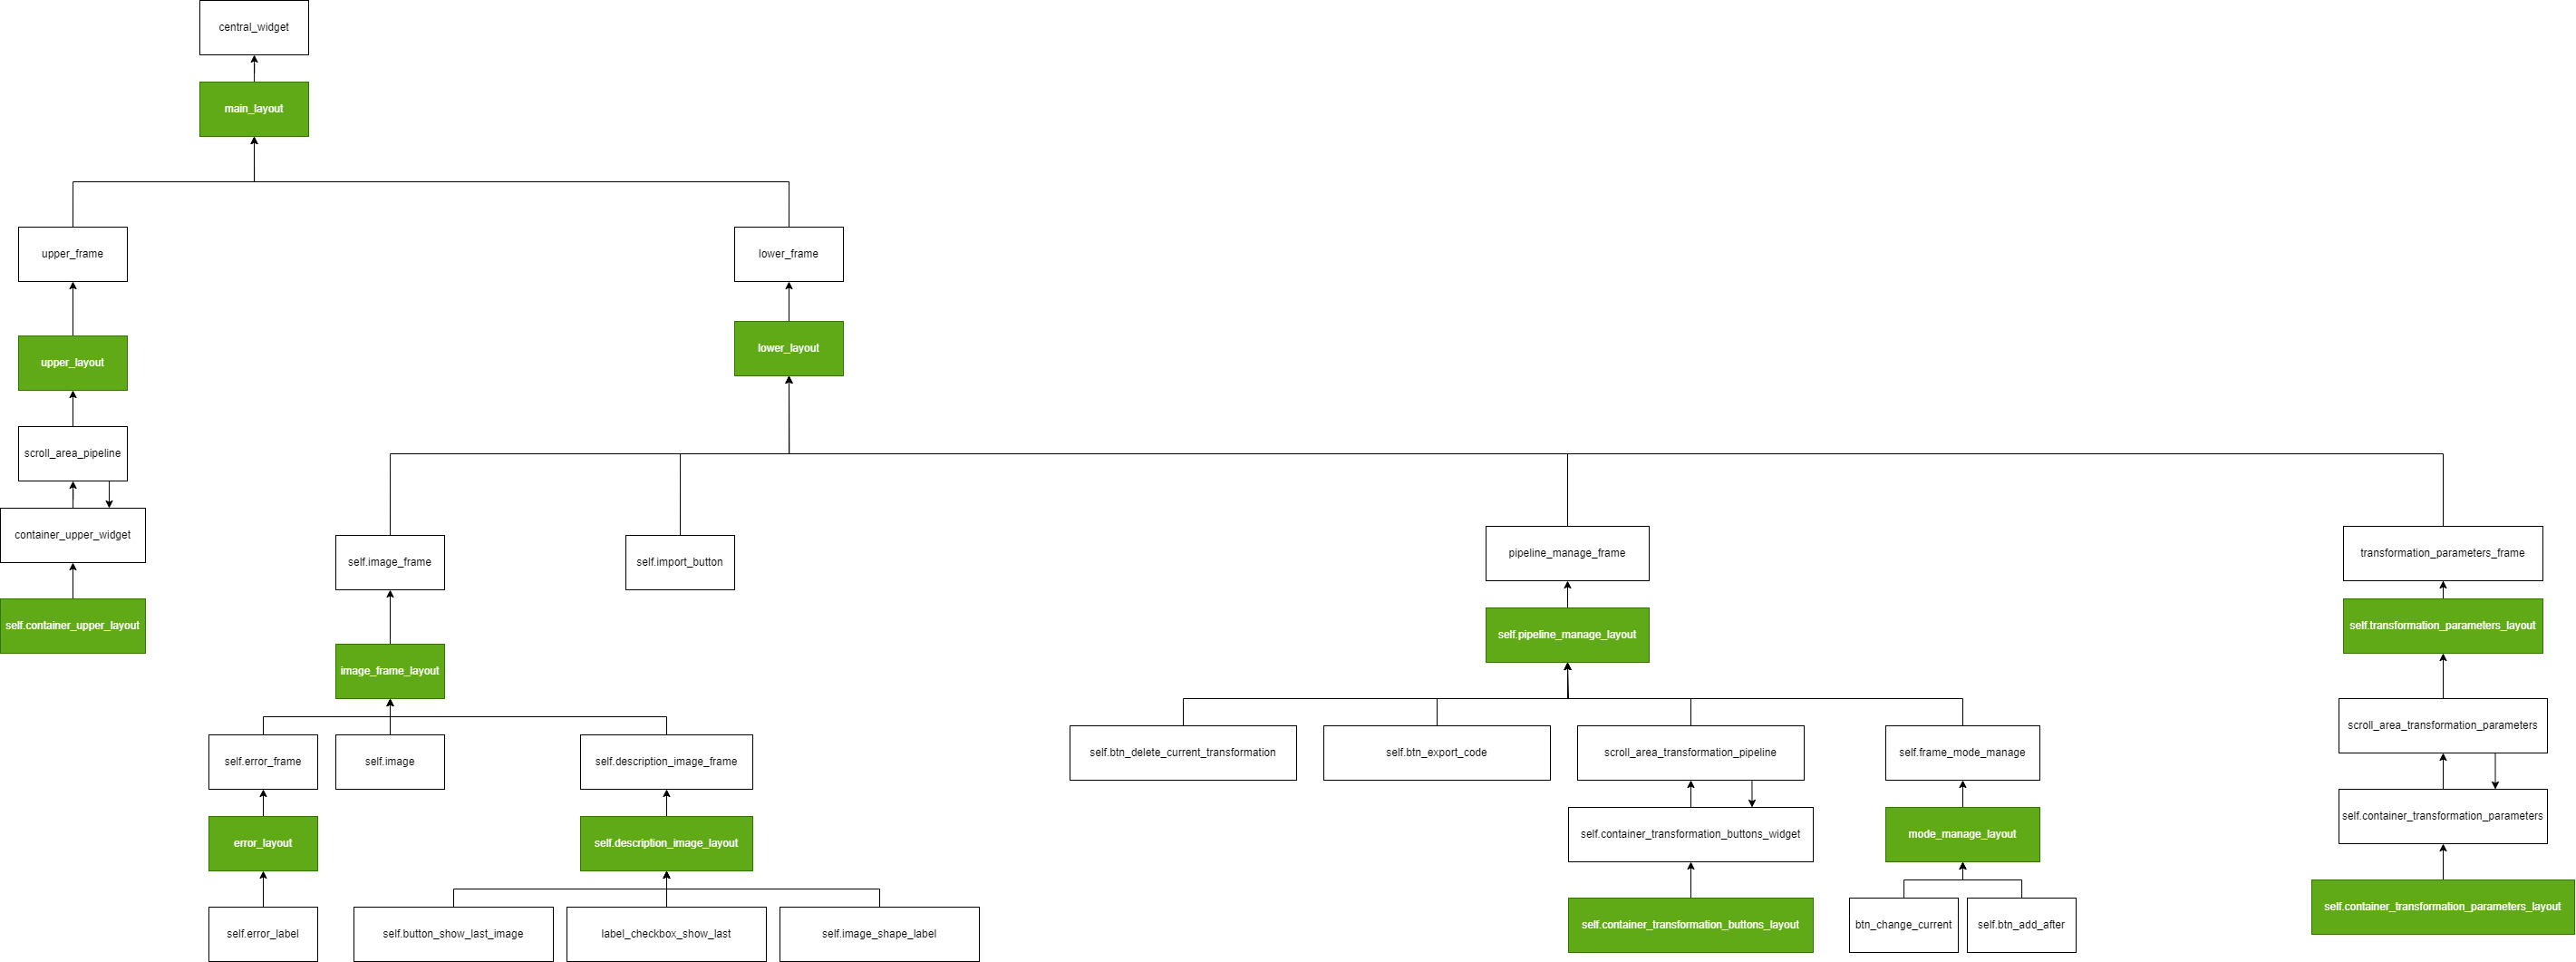 central_widget
main_layout
upper_frame
lower_frame
upper_layout
lower_layout
scroll_area_pipeline
container_upper_widget
self.container_upper_layout
self.image_frame
self.import_button
pipeline_manage_frame
transformation_parameters_frame
image_frame_layout
self.pipeline_manage_layout
self.transformation_parameters_layout
self.error_frame
self.image
self.description_image_frame
self.btn_delete_current_transformation
self.btn_export_code
scroll_area_transformation_pipeline
self.frame_mode_manage
scroll_area_transformation_parameters
error_layout
self.description_image_layout
self.container_transformation_buttons_widget
mode_manage_layout
self.container_transformation_parameters
self.error_label
self.button_show_last_image
label_checkbox_show_last
self.image_shape_label
self.container_transformation_buttons_layout
btn_change_current
self.btn_add_after
self.container_transformation_parameters_layout